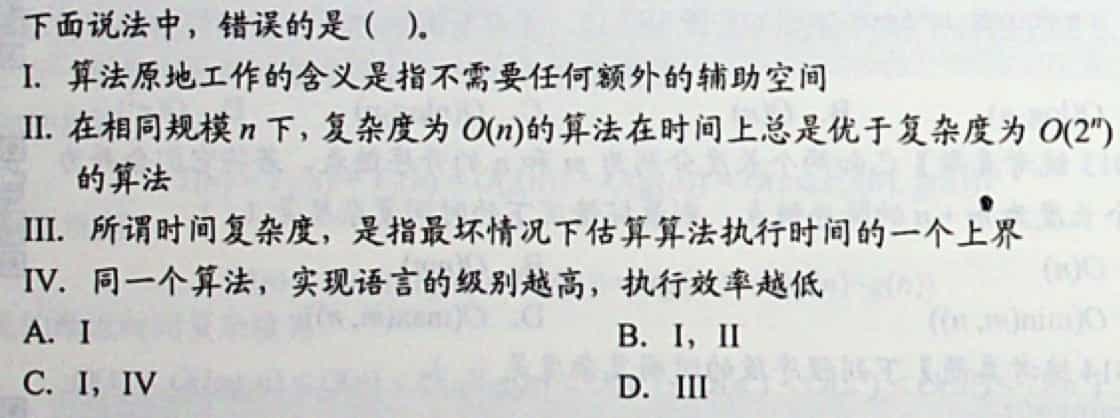 下面说法中，错误的是（ ）。
I. 算法原地工作的含义是指不需要任何额外的辅助空间
II. 在相同规模 n 下，复杂度为 O(n)的算法在时间上总是优于复杂度为 O(2ⁿ)
的算法
III. 所谓时间复杂度，是指最坏情况下估算算法执行时间的一个上界
IV. 同一个算法，实现语言的级别越高，执行效率越低
A. I B. I，II
C. I，IV D. III